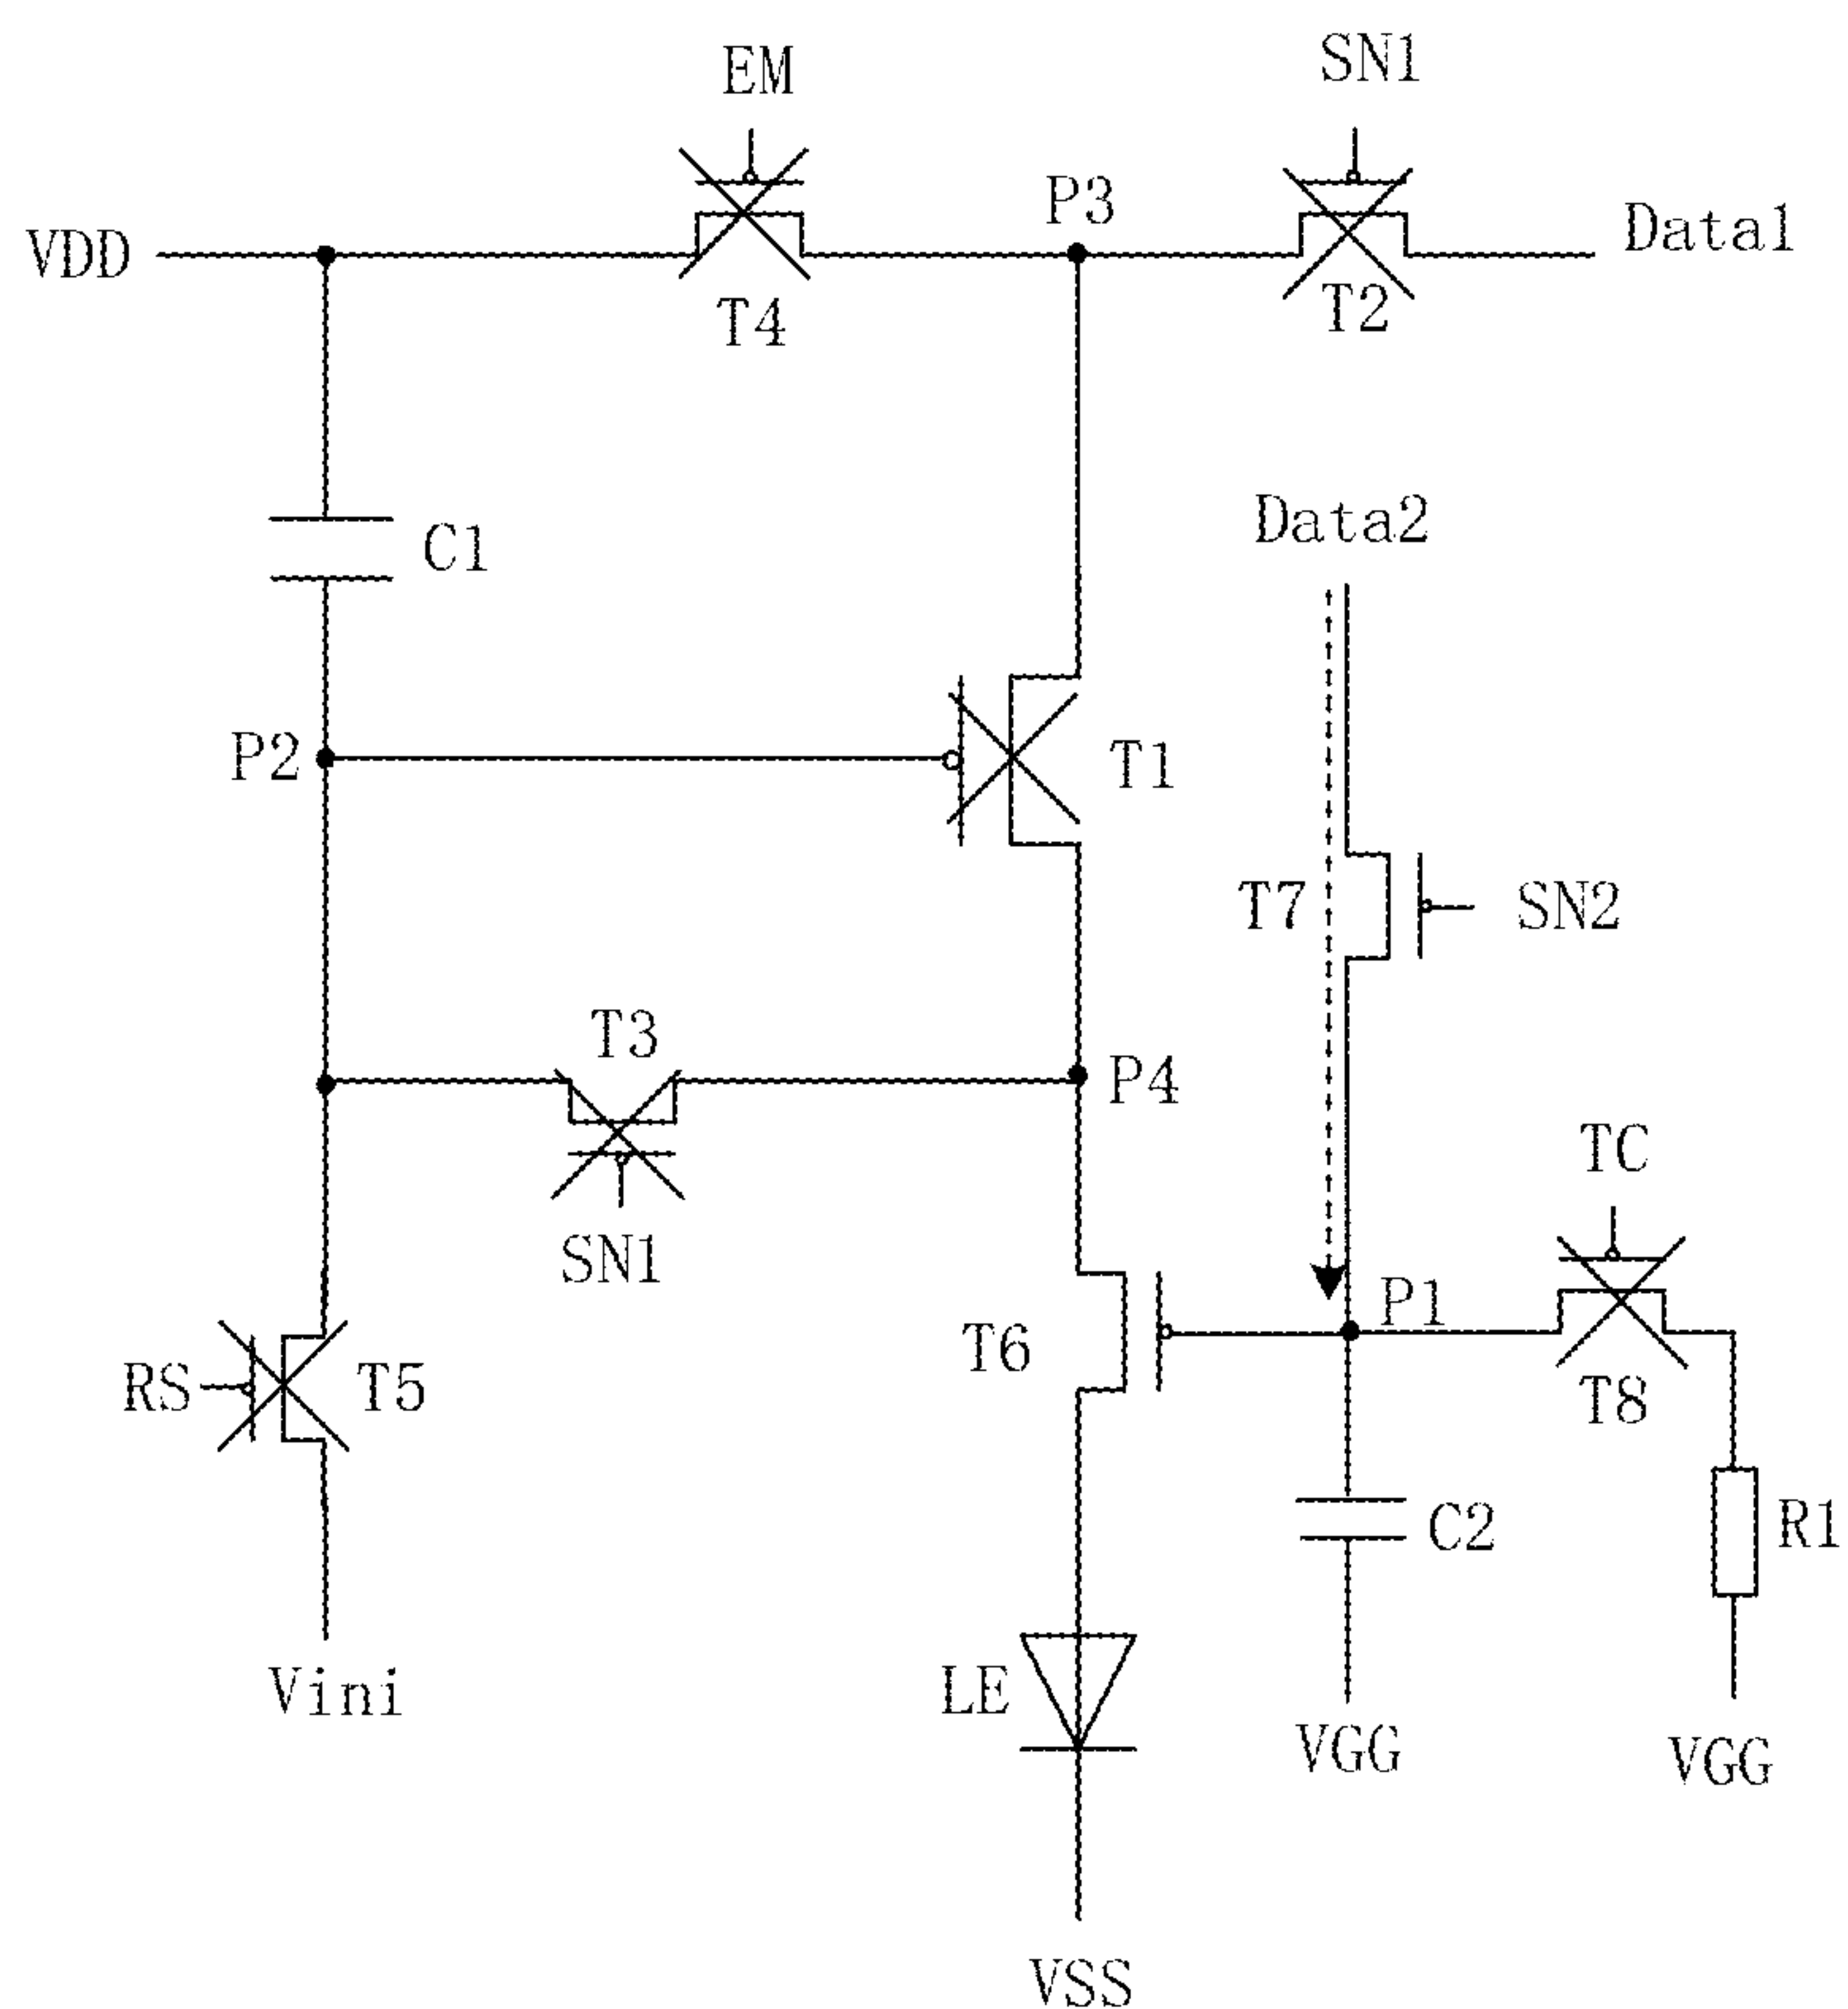 EM
SN1
P3
VDD
Data1
T4
T2
C1
Data2
P2
T1
T7
SN2
T3
P4
TC
SN1
P1
T6
RS
T5
T8
C2
R1
LE
Vini
VGG
VGG
VSS